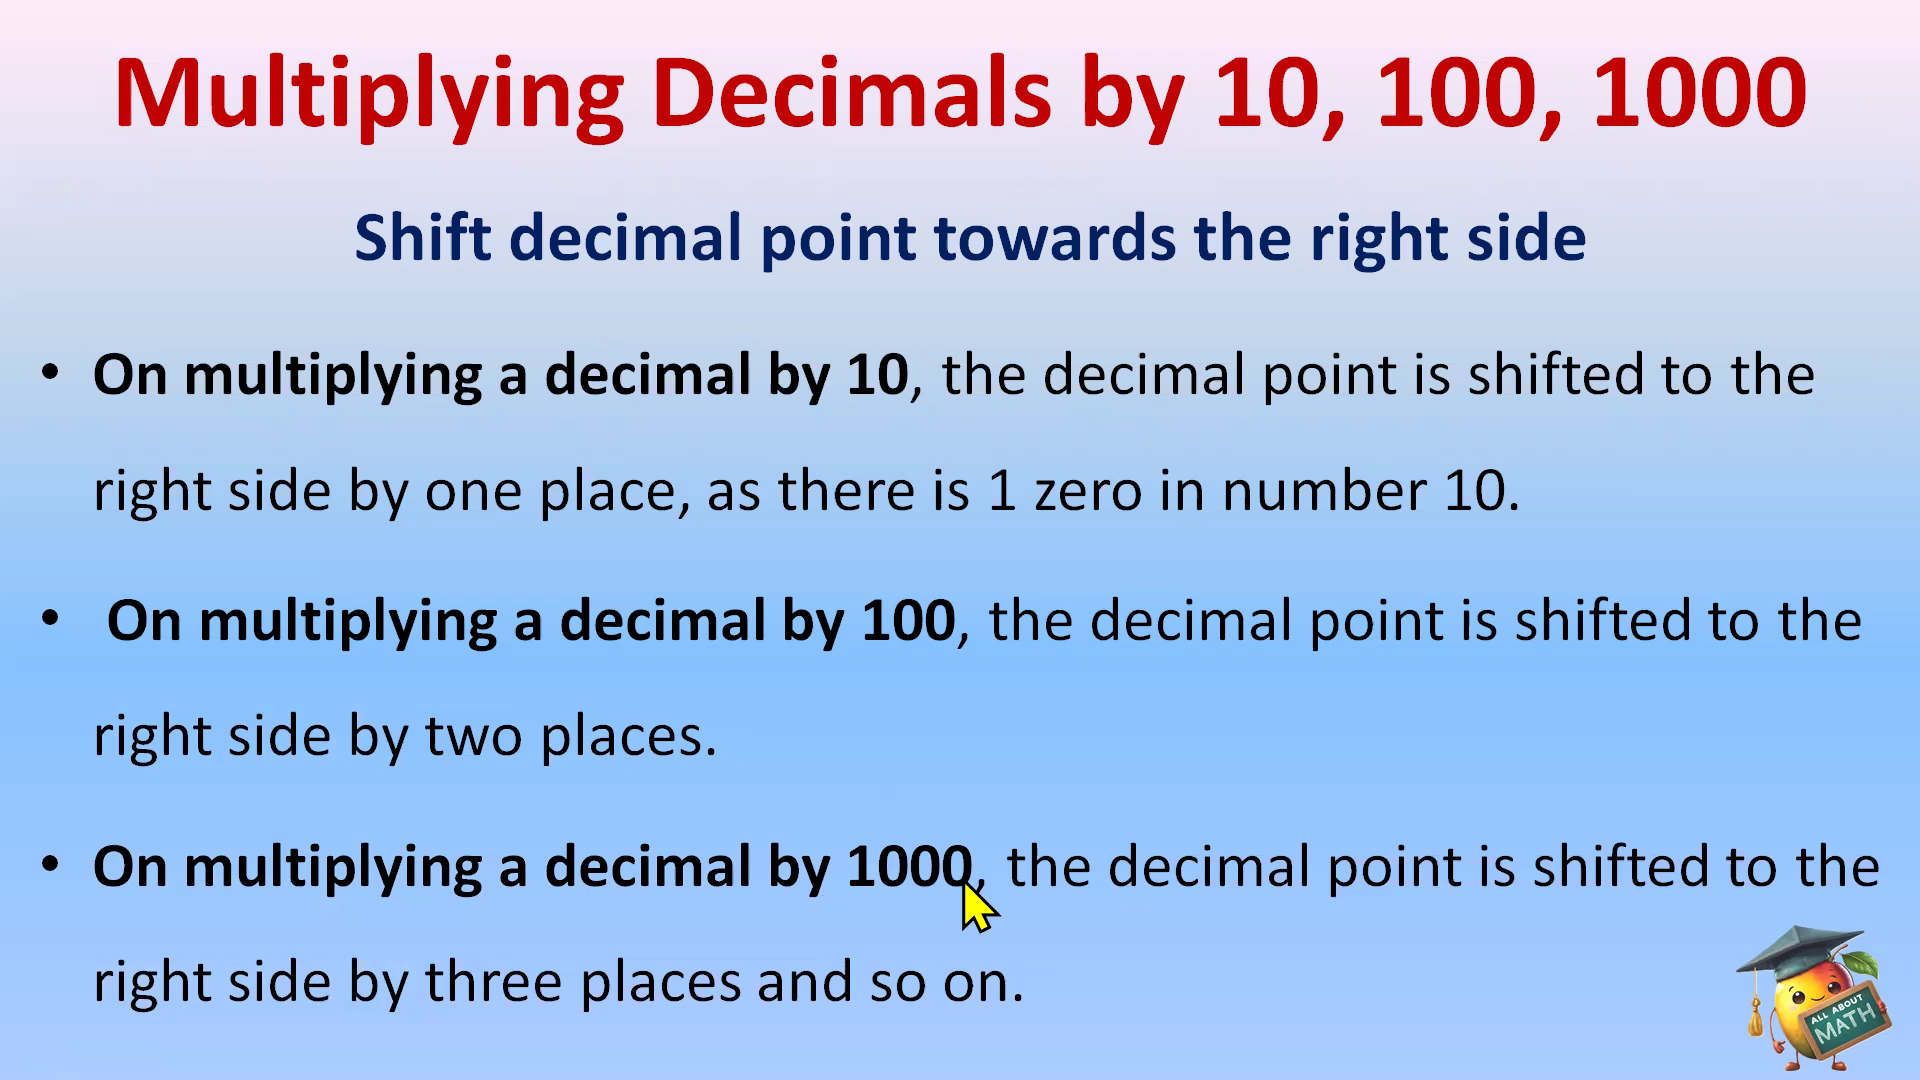 Multiplying Decimals by 10, 100, 1000
Shift decimal point towards the right side
• On multiplying a decimal by 10, the decimal point is shifted to the
right side by one place, as there is 1 zero in number 10.
• On multiplying a decimal by 100, the decimal point is shifted to the
right side by two places.
• On multiplying a decimal by 1000, the decimal point is shifted to the
right side by three places and so on.
ALL ABOUT
MATH